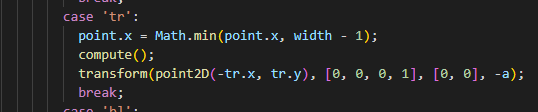 break;
case 'tr':
point.x = Math.min(point.x, width - 1);
compute();
transform(point2D(-tr.x, tr.y), [0, 0, 0, 1], [0, 0], -a);
break;
case 'bl':